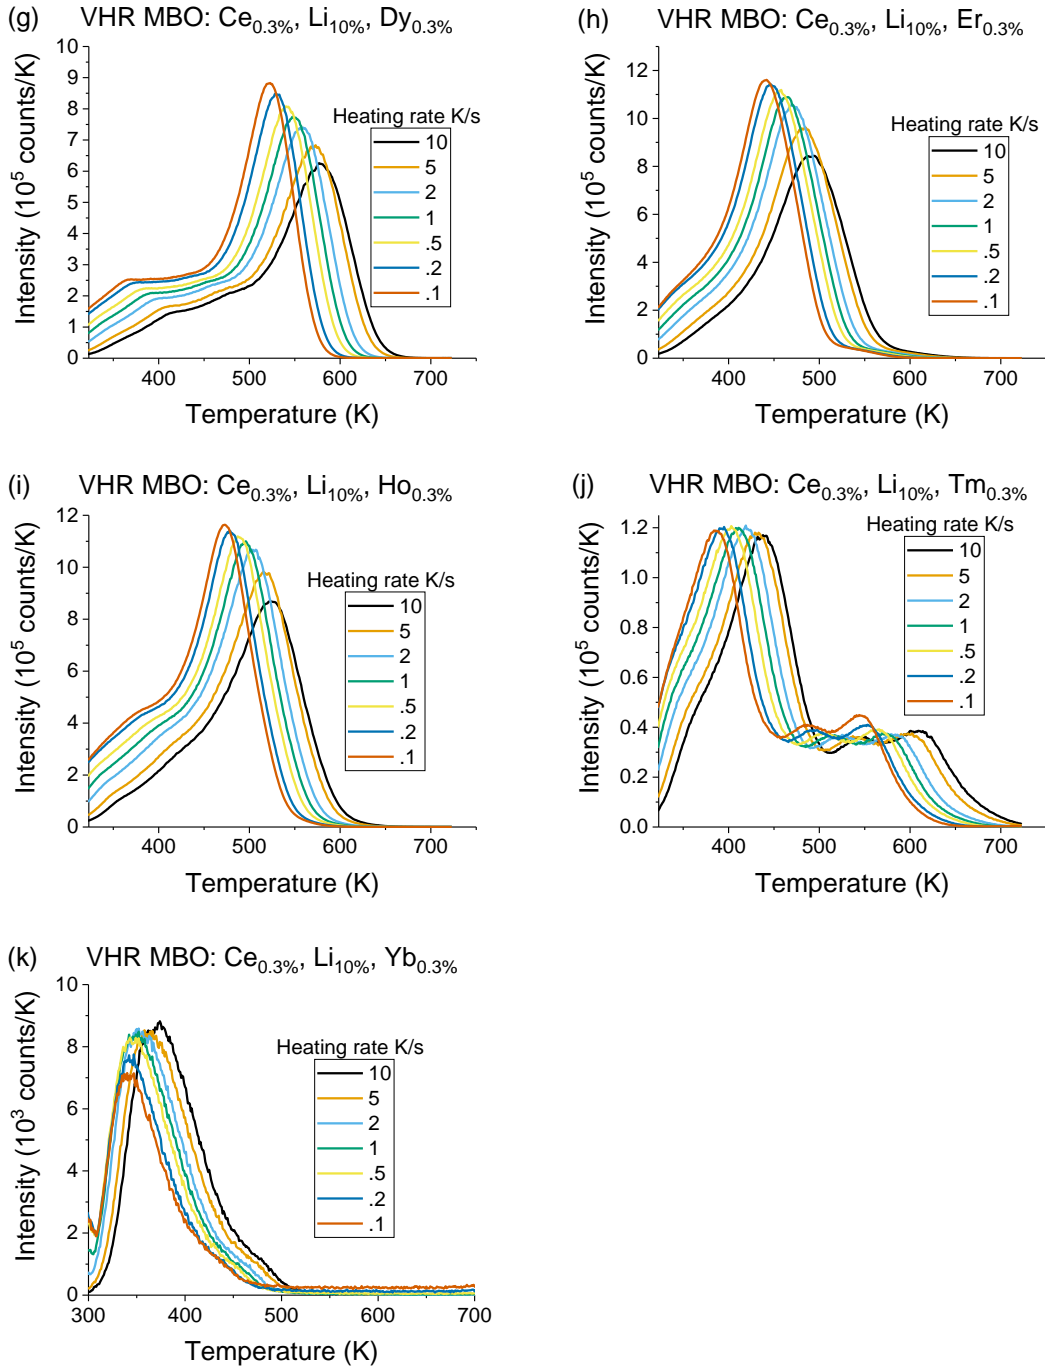 (g) VHR MBO: Ce0.3%, Li10%, Dy0.3%
Intensity (10^5 counts/K)
10
9
8
7
6
5
4
3
2
1
0
Heating rate K/s
10
5
2
1
.5
.2
.1
400 500 600 700
Temperature (K)
(h) VHR MBO: Ce0.3%, Li10%, Er0.3%
Intensity (10^5 counts/K)
12
10
8
6
4
2
0
Heating rate K/s
10
5
2
1
.5
.2
.1
400 500 600 700
Temperature (K)
(i) VHR MBO: Ce0.3%, Li10%, Ho0.3%
Intensity (10^5 counts/K)
12
10
8
6
4
2
0
Heating rate K/s
10
5
2
1
.5
.2
.1
400 500 600 700
Temperature (K)
(j) VHR MBO: Ce0.3%, Li10%, Tm0.3%
Intensity (10^5 counts/K)
1.2
1.0
0.8
0.6
0.4
0.2
0.0
Heating rate K/s
10
5
2
1
.5
.2
.1
400 500 600 700
Temperature (K)
(k) VHR MBO: Ce0.3%, Li10%, Yb0.3%
Intensity (10^3 counts/K)
10
8
6
4
2
0
Heating rate K/s
10
5
2
1
.5
.2
.1
300 400 500 600 700
Temperature (K)